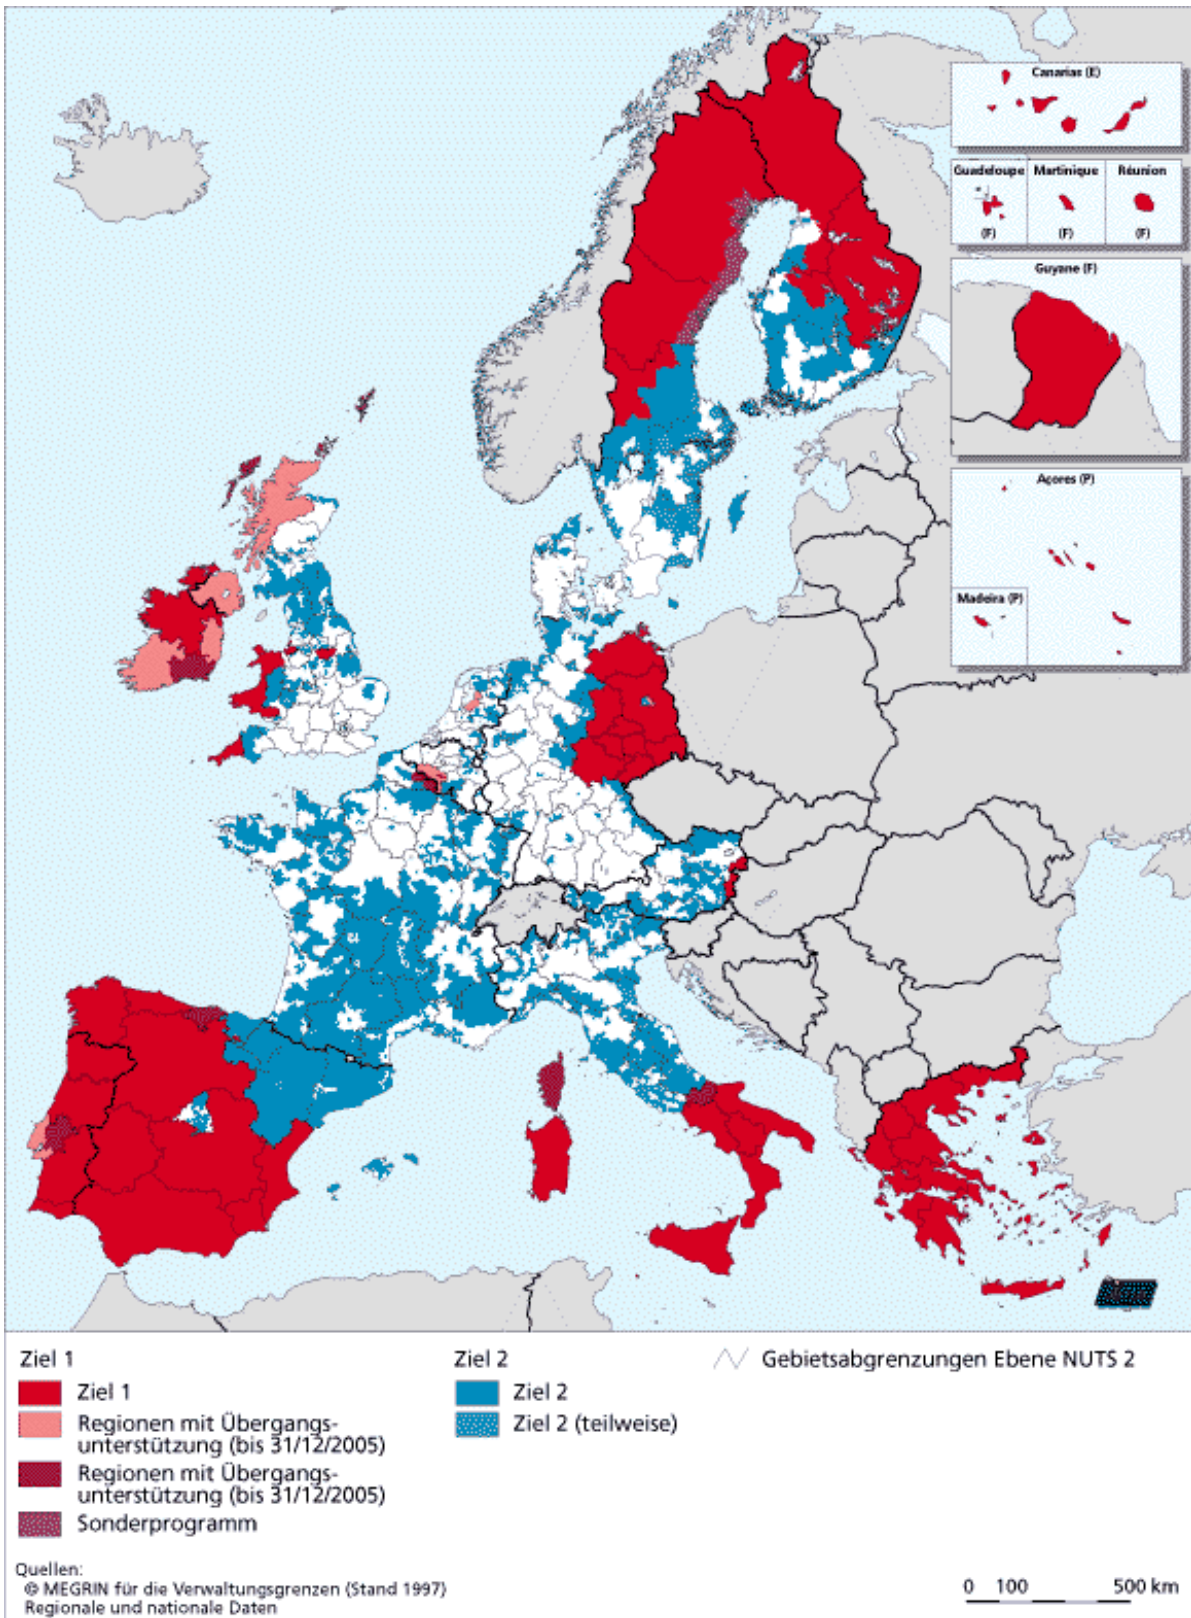 Canarias (E)
Guadeloupe
Martinique
Réunion
(F)
(F)
(F)
Guyane (F)
Açores (P)
Madeira (P)
Ziel 1
Ziel 1
Regionen mit Übergangs-
unterstützung (bis 31/12/2005)
Regionen mit Übergangs-
unterstützung (bis 31/12/2005)
Sonderprogramm
Ziel 2
Ziel 2
Ziel 2 (teilweise)
Gebietsabgrenzungen Ebene NUTS 2
Quellen:
© MEGRIN für die Verwaltungsgrenzen (Stand 1997)
Regionale und nationale Daten
0 100 500 km